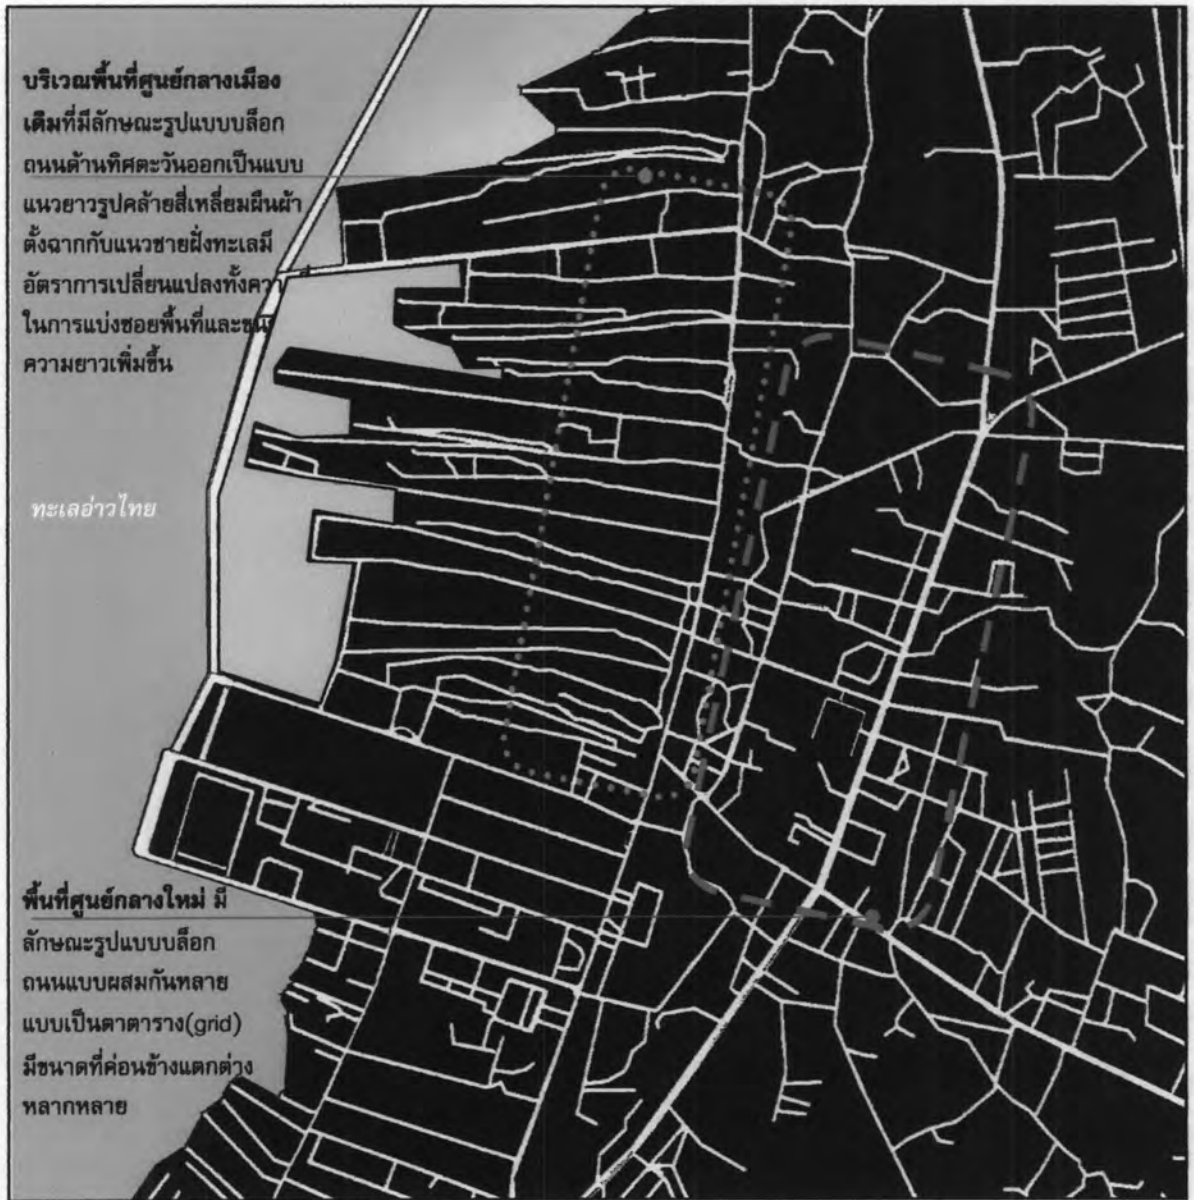 บริเวณพื้นที่ศูนย์กลางเมือง
เดิมที่มีลักษณะรูปแบบบล็อก
ถนนด้านทิศตะวันออกเป็นแบบ
แนวยาวรูปคล้ายสี่เหลี่ยมผืนผ้า
ตั้งฉากกับแนวชายฝั่งทะเลมี
อัตราการเปลี่ยนแปลงทั้งควา
ในการแบ่งซอยพื้นที่และขน
ความยาวเพิ่มขึ้น
ทะเลอ่าวไทย
พื้นที่ศูนย์กลางใหม่ มี
ลักษณะรูปแบบบล็อก
ถนนแบบผสมกันหลาย
แบบเป็นตาตาราง(grid)
มีขนาดที่ค่อนข้างแตกต่าง
หลากหลาย